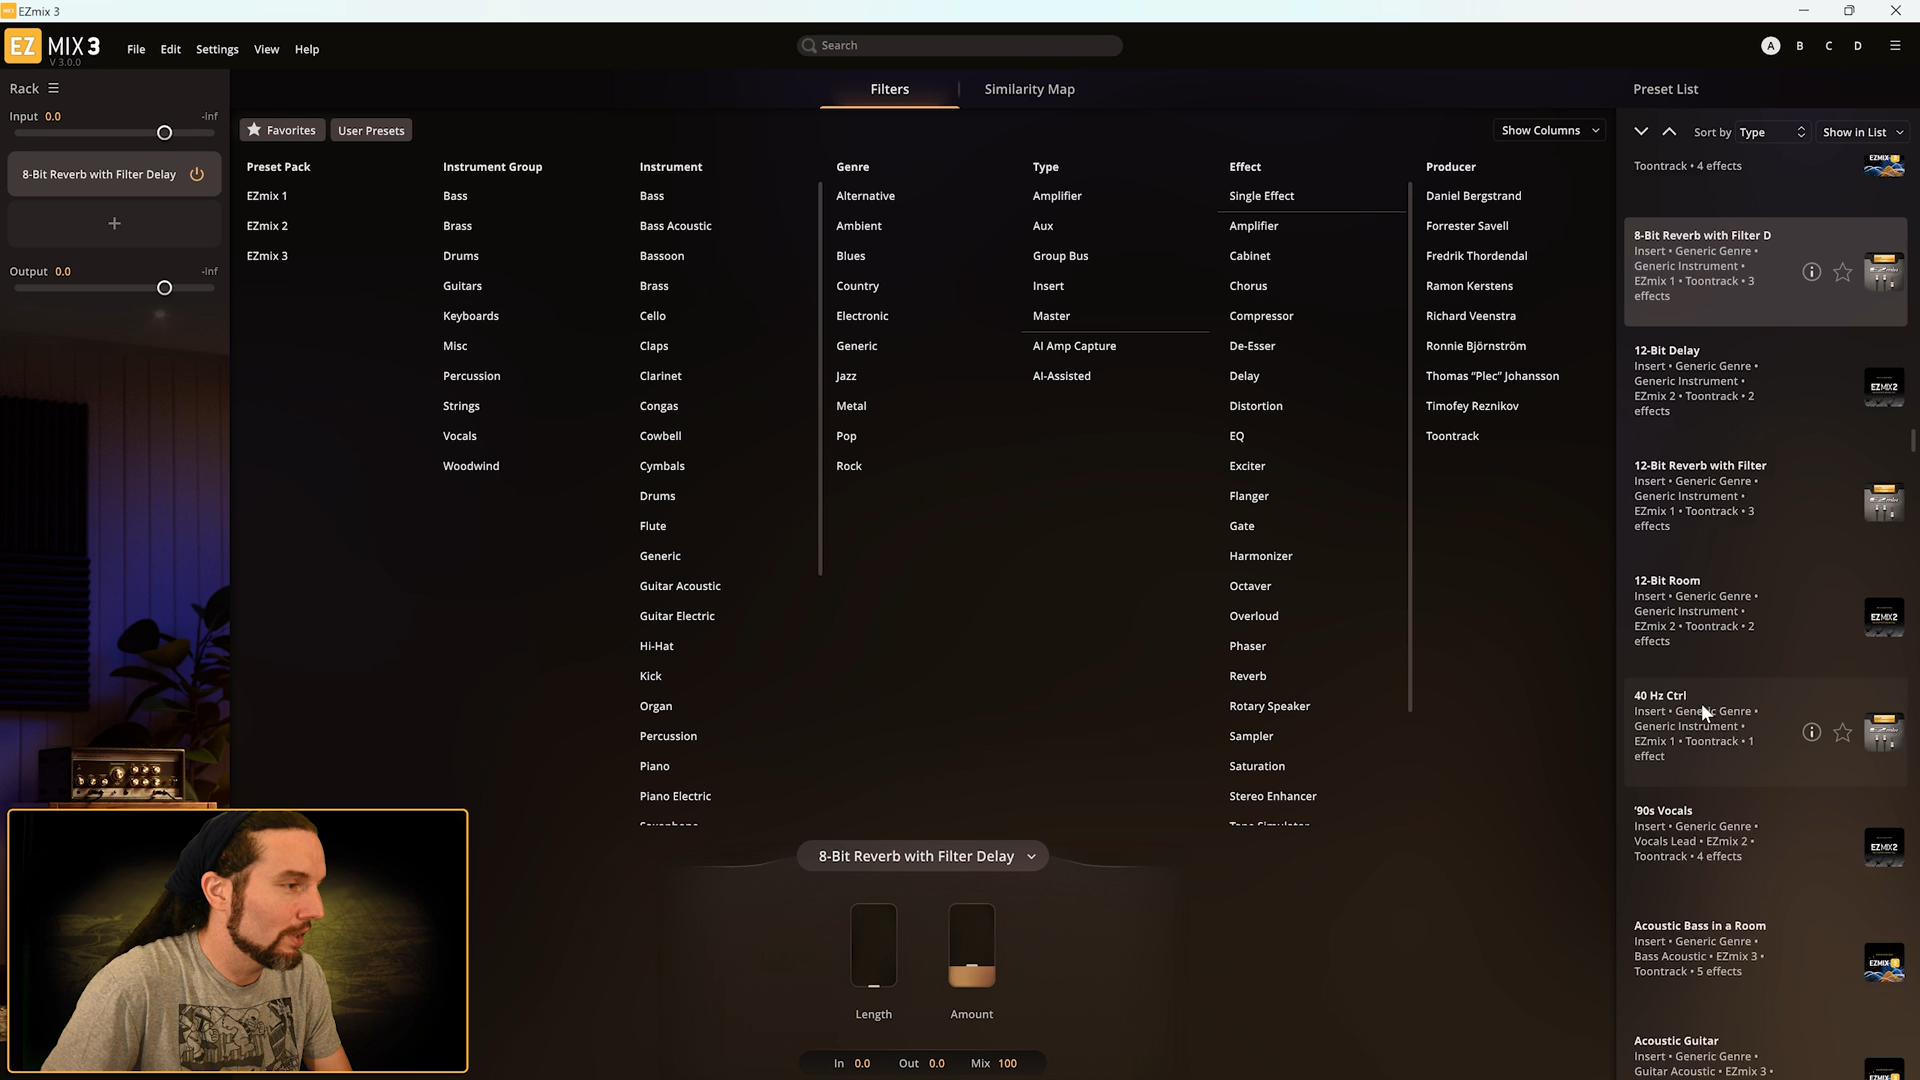 EZmix 3
EZ MIX 3
V 3.0.0
File Edit Settings View Help
Search
A B C D
Rack
Filters
Similarity Map
Preset List
Input 0.0 -Inf
8-Bit Reverb with Filter Delay
+
Output 0.0 -Inf
Favorites
User Presets
Show Columns
Sort by Type
Show in List
Preset Pack
EZmix 1
EZmix 2
EZmix 3
Instrument Group
Bass
Brass
Drums
Guitars
Keyboards
Misc
Percussion
Strings
Vocals
Woodwind
Instrument
Bass
Bass Acoustic
Bassoon
Brass
Cello
Claps
Clarinet
Congas
Cowbell
Cymbals
Drums
Flute
Generic
Guitar Acoustic
Guitar Electric
Hi-Hat
Kick
Organ
Percussion
Piano
Piano Electric
Genre
Alternative
Ambient
Blues
Country
Electronic
Generic
Jazz
Metal
Pop
Rock
Type
Amplifier
Aux
Group Bus
Insert
Master
AI Amp Capture
AI-Assisted
Effect
Single Effect
Amplifier
Cabinet
Chorus
Compressor
De-Esser
Delay
Distortion
EQ
Exciter
Flanger
Gate
Harmonizer
Octaver
Overloud
Phaser
Reverb
Rotary Speaker
Sampler
Saturation
Stereo Enhancer
Producer
Daniel Bergstrand
Forrester Savell
Fredrik Thordendal
Ramon Kerstens
Richard Veenstra
Ronnie Björnström
Thomas “Plec” Johansson
Timofey Reznikov
Toontrack
Toontrack • 4 effects
8-Bit Reverb with Filter D
Insert • Generic Genre •
Generic Instrument •
EZmix 1 • Toontrack • 3
effects
12-Bit Delay
Insert • Generic Genre •
Generic Instrument •
EZmix 2 • Toontrack • 2
effects
EZMIX2
12-Bit Reverb with Filter
Insert • Generic Genre •
Generic Instrument •
EZmix 1 • Toontrack • 3
effects
12-Bit Room
Insert • Generic Genre •
Generic Instrument •
EZmix 2 • Toontrack • 2
effects
EZMIX2
40 Hz Ctrl
Insert • Generic Genre •
Generic Instrument •
EZmix 1 • Toontrack • 1
effect
’90s Vocals
Insert • Generic Genre •
Vocals Lead • EZmix 2 •
Toontrack • 4 effects
EZMIX2
Acoustic Bass in a Room
Insert • Generic Genre •
Bass Acoustic • EZmix 3 •
Toontrack • 5 effects
EZMIX 3
Acoustic Guitar
Insert • Generic Genre •
Guitar Acoustic • EZmix 3 •
8-Bit Reverb with Filter Delay
Length
Amount
In 0.0 Out 0.0 Mix 100